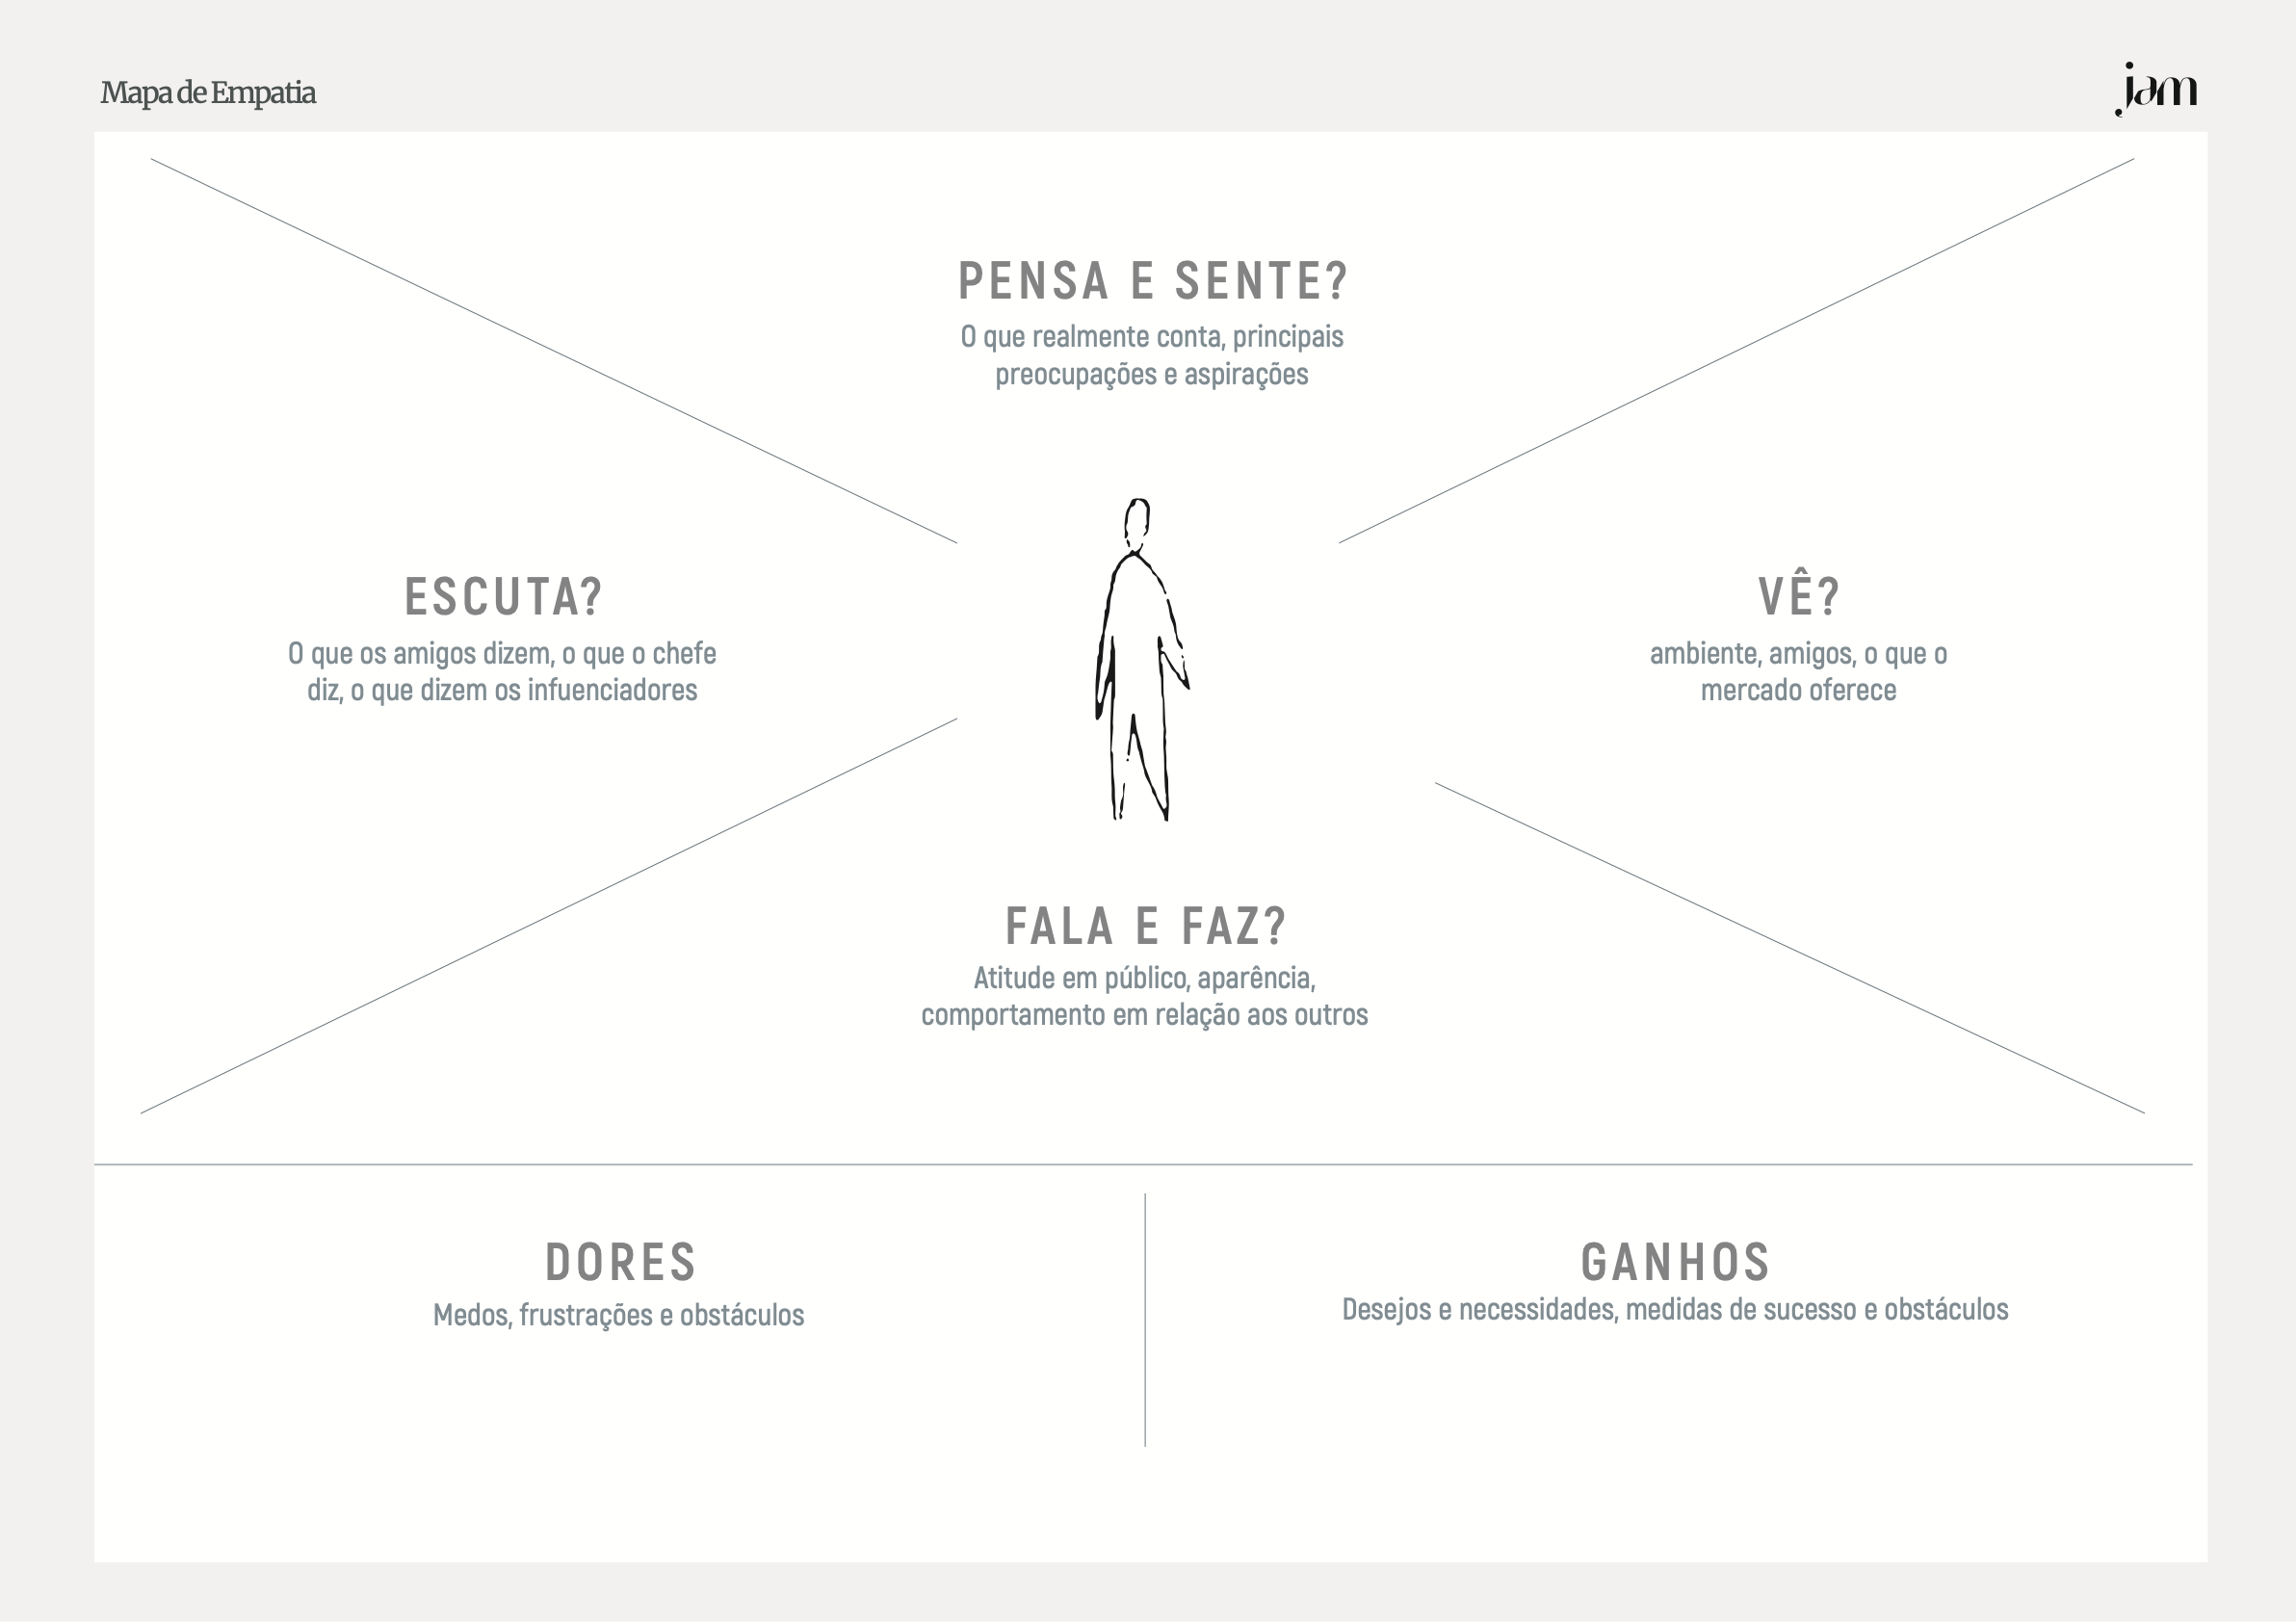 Mapa de Empatia
jam
PENSA E SENTE?
O que realmente conta, principais
preocupações e aspirações
ESCUTA?
O que os amigos dizem, o que o chefe
diz, o que dizem os infuenciadores
VÊ?
ambiente, amigos, o que o
mercado oferece
FALA E FAZ?
Atitude em público, aparência,
comportamento em relação aos outros
DORES
Medos, frustrações e obstáculos
GANHOS
Desejos e necessidades, medidas de sucesso e obstáculos